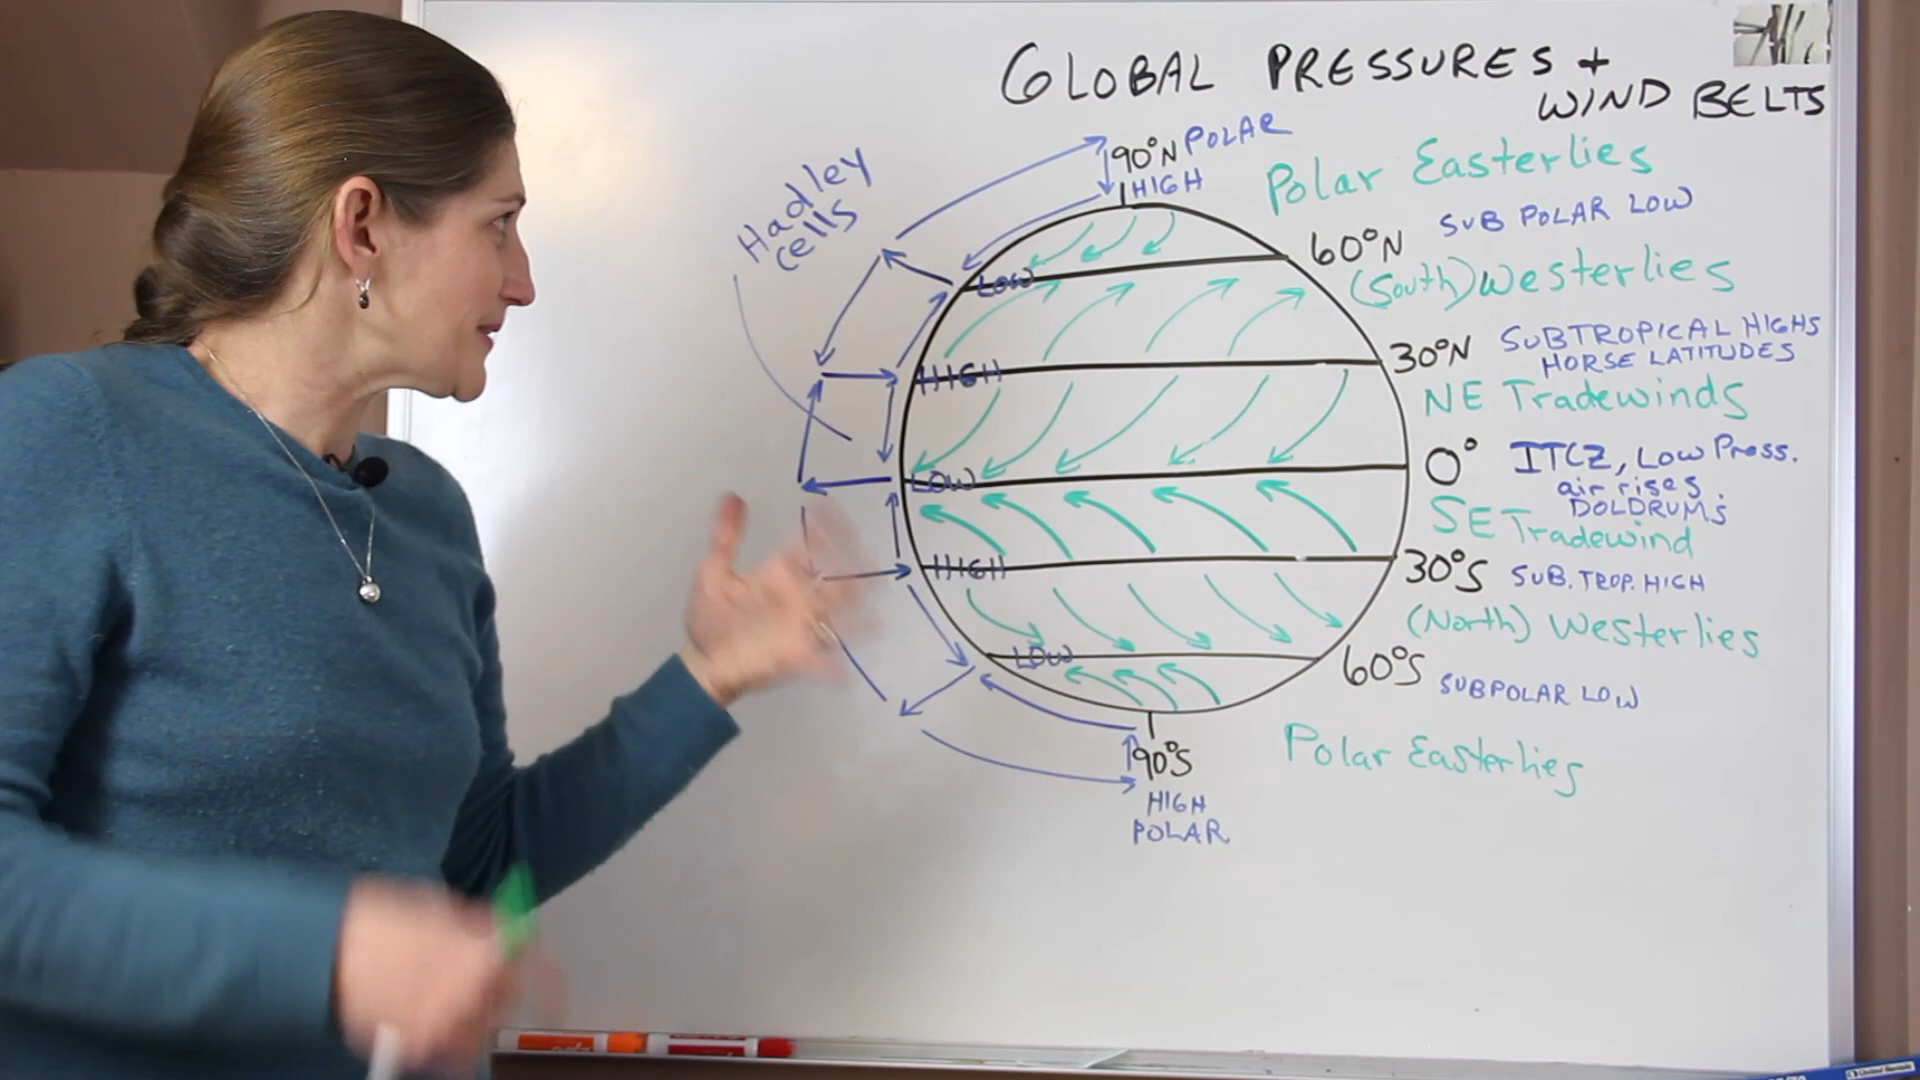 GLOBAL PRESSURES +
WIND BELTS
Hadley
cells
90°N POLAR
HIGH
Polar Easterlies
SUB POLAR LOW
60°N
LOW
(South) Westerlies
30°N
SUBTROPICAL HIGHS
HORSE LATITUDES
HIGH
NE Tradewinds
0°
ITCZ, LOW PRESS.
air rises
DOLDRUMS
LOW
SE Tradewind
HIGH
30°S SUB. TROP. HIGH
(North) Westerlies
LOW
60°S SUBPOLAR LOW
Polar Easterlies
90°S
HIGH
POLAR